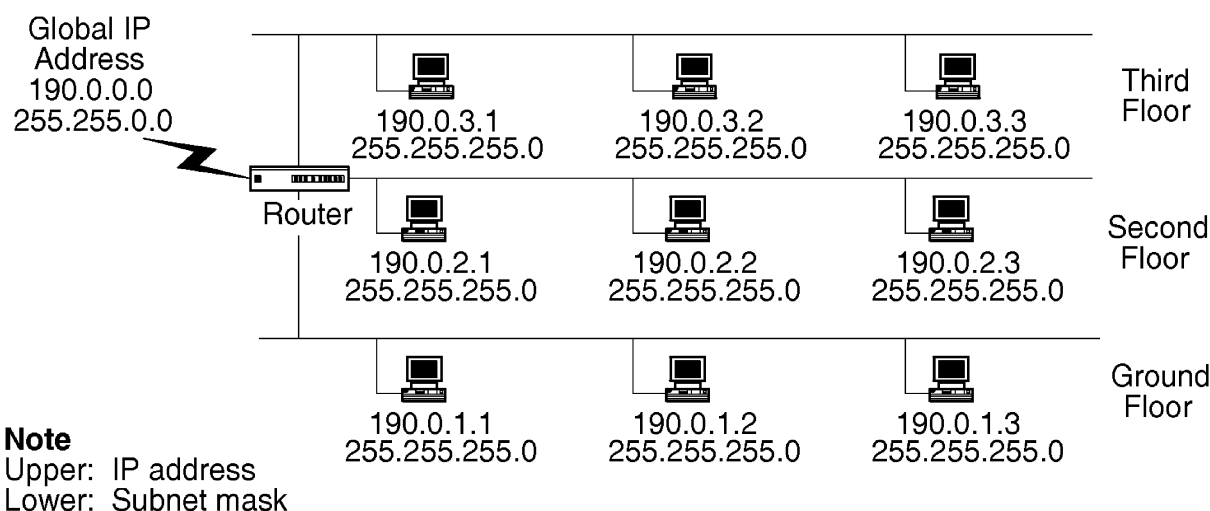 Global IP
Address
190.0.0.0
255.255.0.0
190.0.3.1
255.255.255.0
190.0.3.2
255.255.255.0
190.0.3.3
255.255.255.0
Third
Floor
Router
190.0.2.1
255.255.255.0
190.0.2.2
255.255.255.0
190.0.2.3
255.255.255.0
Second
Floor
190.0.1.1
255.255.255.0
190.0.1.2
255.255.255.0
190.0.1.3
255.255.255.0
Ground
Floor
Note
Upper: IP address
Lower: Subnet mask